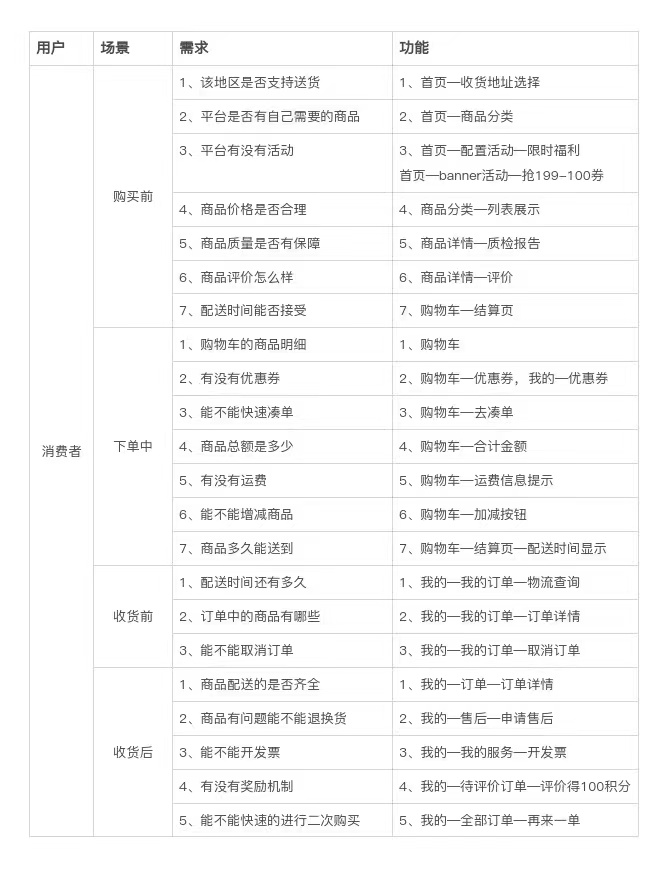 用户 场景 需求 功能
1、该地区是否支持送货 1、首页—收货地址选择
2、平台是否有自己需要的商品 2、首页—商品分类
3、平台有没有活动 3、首页—配置活动—限时福利
首页—banner活动—抢199-100券
购买前
4、商品价格是否合理 4、商品分类—列表展示
5、商品质量是否有保障 5、商品详情—质检报告
6、商品评价怎么样 6、商品详情—评价
7、配送时间能否接受 7、购物车—结算页
1、购物车的商品明细 1、购物车
2、有没有优惠券 2、购物车—优惠券，我的—优惠券
3、能不能快速凑单 3、购物车—去凑单
消费者 下单中 4、商品总额是多少 4、购物车—合计金额
5、有没有运费 5、购物车—运费信息提示
6、能不能增减商品 6、购物车—加减按钮
7、商品多久能送到 7、购物车—结算页—配送时间显示
1、配送时间还有多久 1、我的—我的订单—物流查询
收货前 2、订单中的商品有哪些 2、我的—我的订单—订单详情
3、能不能取消订单 3、我的—我的订单—取消订单
1、商品配送的是否齐全 1、我的—订单—订单详情
2、商品有问题能不能退换货 2、我的—售后—申请售后
收货后 3、能不能开发票 3、我的—我的服务—开发票
4、有没有奖励机制 4、我的—待评价订单—评价得100积分
5、能不能快速的进行二次购买 5、我的—全部订单—再来一单